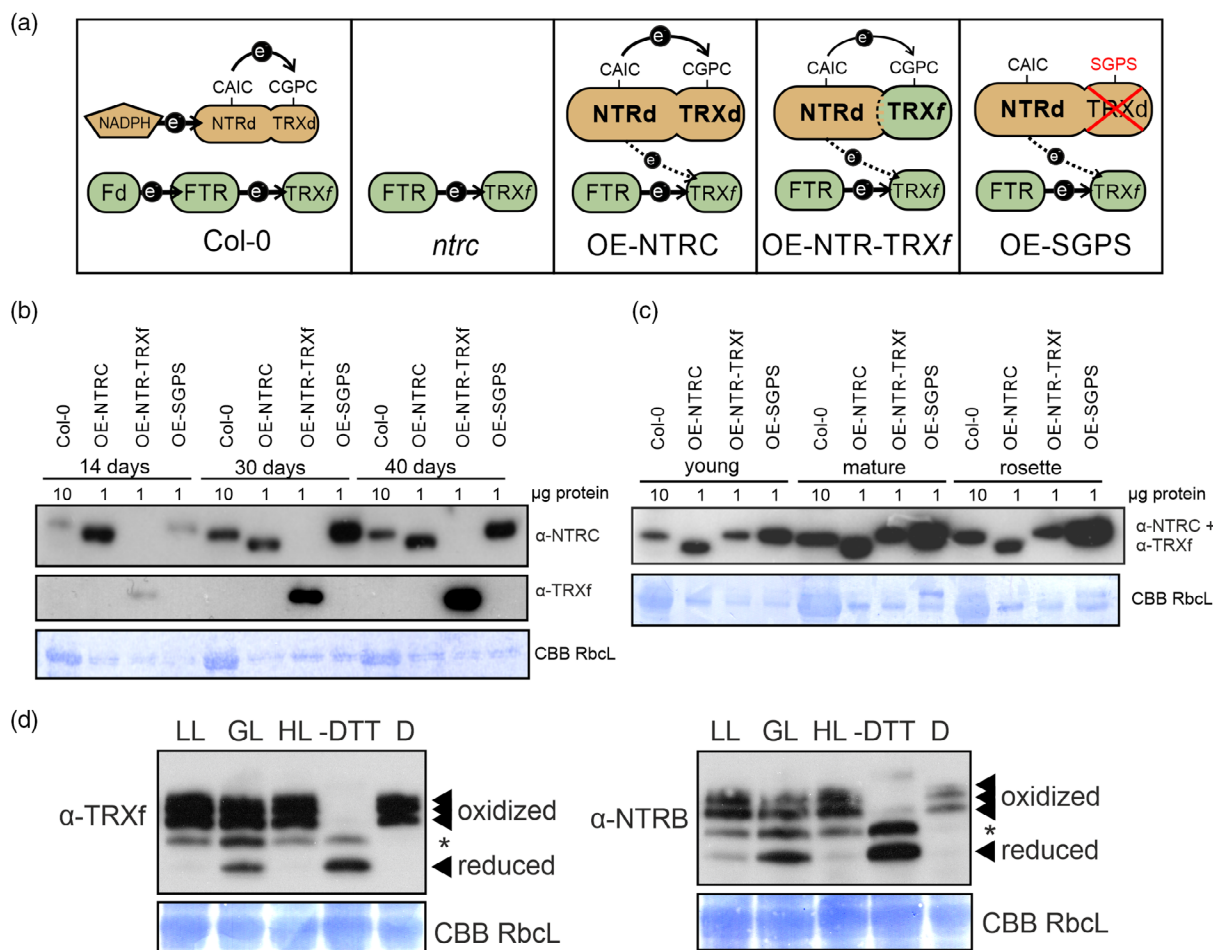 (a)
e
CAIC CGPC
NADPH e NTRd TRXd
Fd e FTR e TRXf
Col-0
FTR e TRXf
ntrc
e
CAIC CGPC
NTRd TRXd
e
FTR e TRXf
OE-NTRC
e
CAIC CGPC
NTRd TRXf
e
FTR e TRXf
OE-NTR-TRXf
CAIC SGPS
NTRd TRXd
e
FTR e TRXf
OE-SGPS
(b)
Col-0
OE-NTRC
OE-NTR-TRXf
OE-SGPS
Col-0
OE-NTRC
OE-NTR-TRXf
OE-SGPS
Col-0
OE-NTRC
OE-NTR-TRXf
OE-SGPS
14 days 30 days 40 days
10 1 1 1 10 1 1 1 10 1 1 1 µg protein
α-NTRC
α-TRXf
CBB RbcL
(c)
Col-0
OE-NTRC
OE-NTR-TRXf
OE-SGPS
Col-0
OE-NTRC
OE-NTR-TRXf
OE-SGPS
Col-0
OE-NTRC
OE-NTR-TRXf
OE-SGPS
young mature rosette
10 1 1 1 10 1 1 1 10 1 1 1 µg protein
α-NTRC +
α-TRXf
CBB RbcL
(d)
LL GL HL -DTT D
α-TRXf
oxidized
*
reduced
CBB RbcL
LL GL HL -DTT D
α-NTRB
oxidized
*
reduced
CBB RbcL